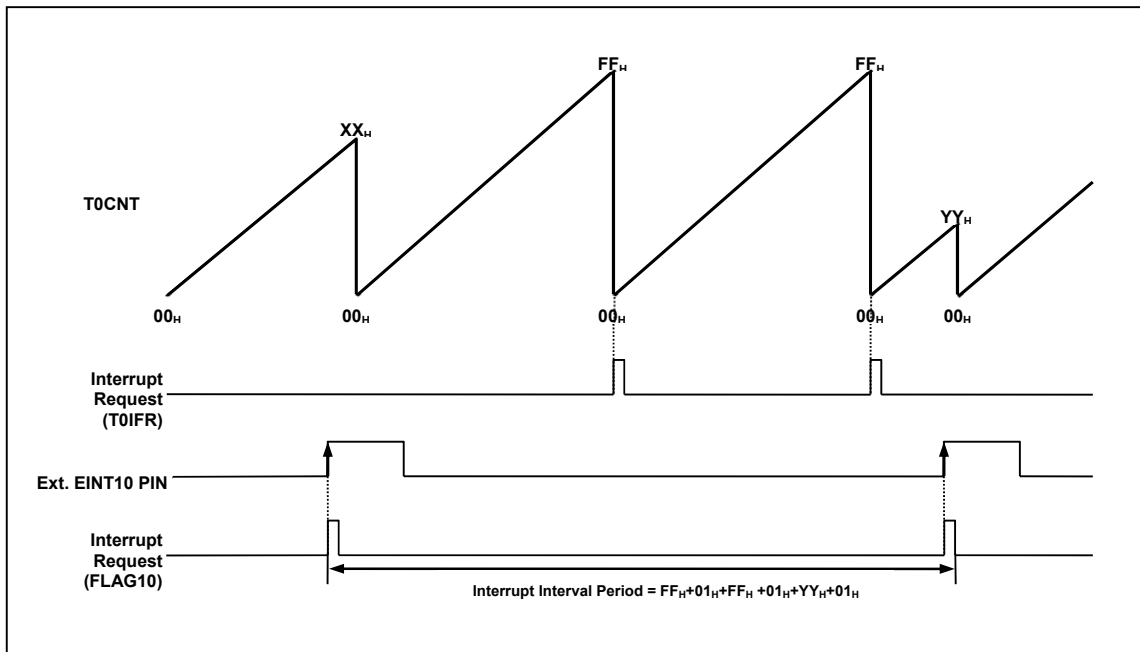 FFH FFH
XXH
T0CNT
YYH
00H 00H 00H 00H 00H
Interrupt
Request
(T0IFR)
Ext. EINT10 PIN
Interrupt
Request
(FLAG10)
Interrupt Interval Period = FFH+01H+FFH +01H+YYH+01H